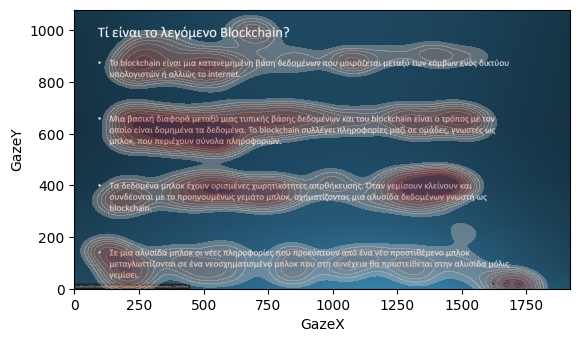 Τί είναι το λεγόμενο Blockchain?
• Το blockchain είναι μια κατανεμημένη βάση δεδομένων που μοιράζεται μεταξύ των κόμβων ενός δικτύου
υπολογιστών ή αλλιώς το internet.
• Μια βασική διαφορά μεταξύ μιας τυπικής βάσης δεδομένων και του blockchain είναι ο τρόπος με τον
οποίο είναι δομημένα τα δεδομένα. Το blockchain συλλέγει πληροφορίες μαζί σε ομάδες, γνωστές ως
μπλοκ, που περιέχουν σύνολα πληροφοριών.
• Τα δεδομένα μπλοκ έχουν ορισμένες χωρητικότητες αποθήκευσης. Όταν γεμίσουν κλείνουν και
συνδέονται με το προηγουμένως γεμάτο μπλοκ, σχηματίζοντας μια αλυσίδα δεδομένων γνωστή ως
blockchain.
• Σε μία αλυσίδα μπλοκ οι νέες πληροφορίες που προκύπτουν από ένα νέο προστιθέμενο μπλοκ
μεταγλωττίζονται σε ένα νεοσχηματισμένο μπλοκ που στη συνέχεια θα προστεθεί στην αλυσίδα μόλις
γεμίσει.
GazeY
1000
800
600
400
200
0
0 250 500 750 1000 1250 1500 1750
GazeX